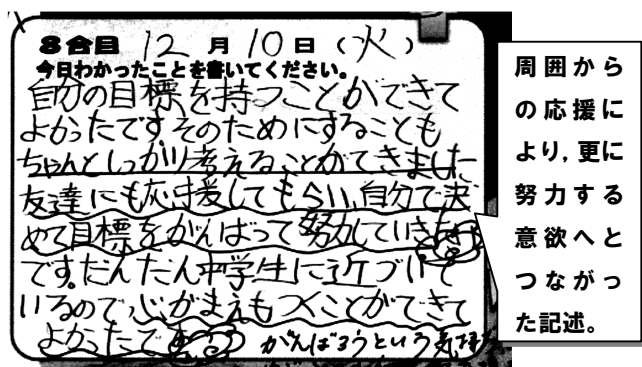 8合目 12月10日(火)
今日わかったことを書いてください。
自分の目標を持つことができて
よかったです。そのためにすることも
ちゃんとしっかり考えることができました
友達にも応援してもらい、自分で決
めて目標をがんばって努力していきたい
です。だんだん中学生に近づいて
いるので、心がまえもつくことができて
よかったです
がんばろうという気持
周囲から
の応援に
より，更に
努力する
意欲へと
つながっ
た記述。